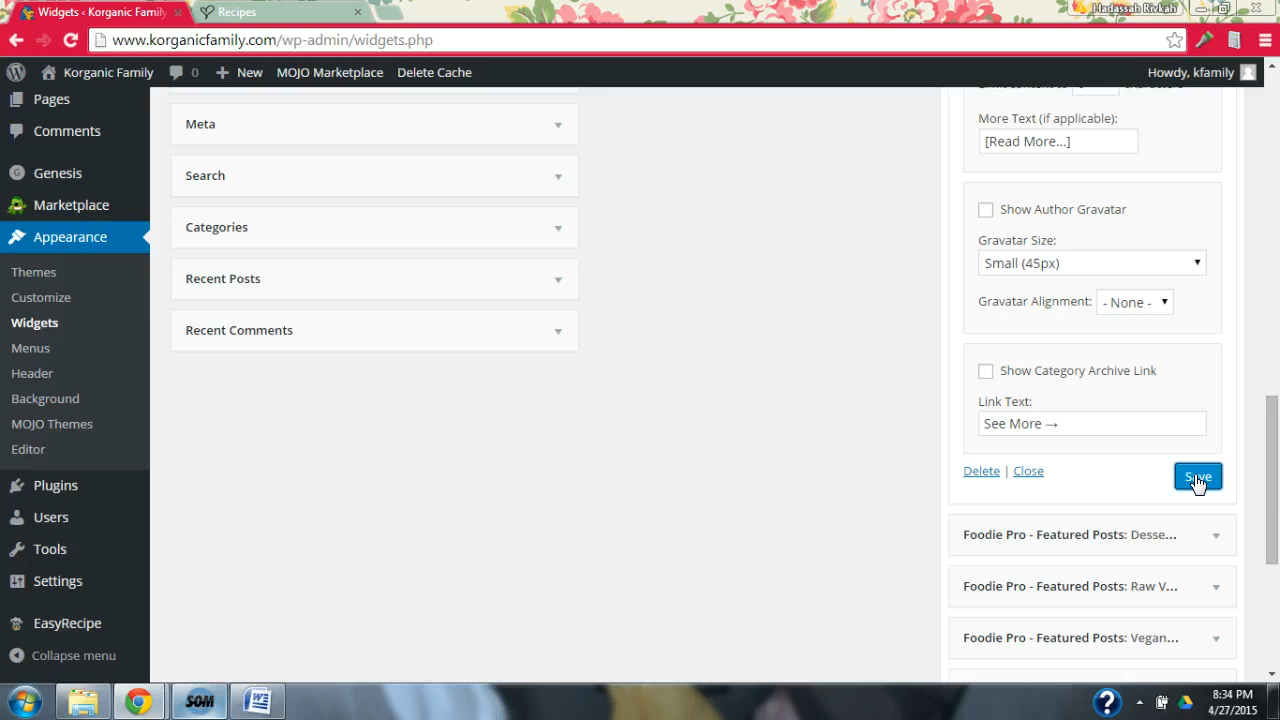 Widgets ‹ Korganic Family
Recipes
Hadassah Rivkah
www.korganicfamily.com/wp-admin/widgets.php
Korganic Family
0
New
MOJO Marketplace
Delete Cache
Howdy, kfamily
Pages
Comments
Genesis
Marketplace
Appearance
Themes
Customize
Widgets
Menus
Header
Background
MOJO Themes
Editor
Plugins
Users
Tools
Settings
EasyRecipe
Collapse menu
Meta
Search
Categories
Recent Posts
Recent Comments
More Text (if applicable):
[Read More...]
Show Author Gravatar
Gravatar Size:
Small (45px)
Gravatar Alignment: - None -
Show Category Archive Link
Link Text:
See More →
Delete | Close
Save
Foodie Pro - Featured Posts: Desse...
Foodie Pro - Featured Posts: Raw V...
Foodie Pro - Featured Posts: Vegan...
SOM
8:34 PM
4/27/2015